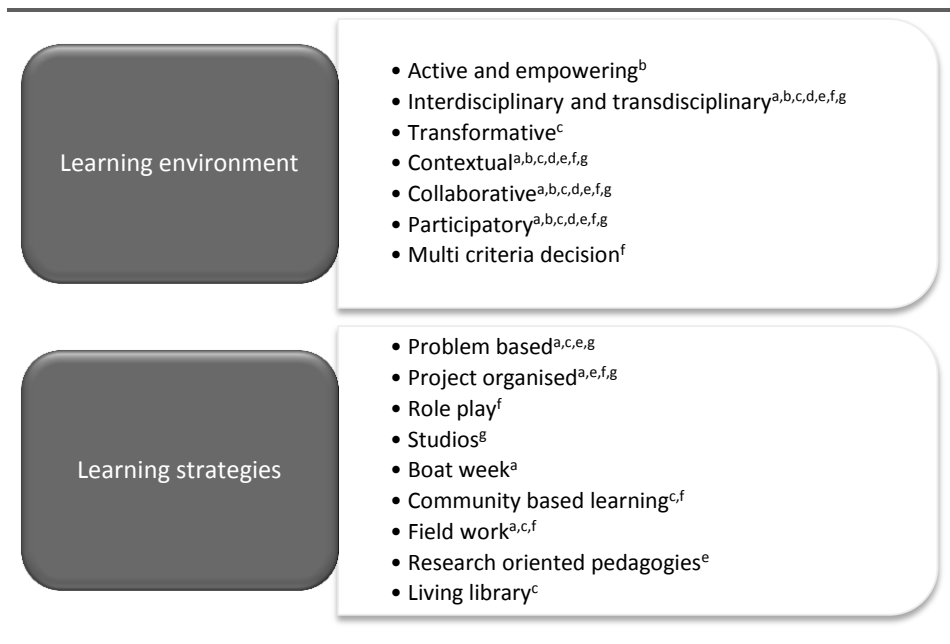 Learning environment
• Active and empoweringᵇ
• Interdisciplinary and transdisciplinaryᵃ,ᵇ,ᶜ,ᵈ,ᵉ,ᶠ,ᵍ
• Transformativeᶜ
• Contextualᵃ,ᵇ,ᶜ,ᵈ,ᵉ,ᶠ,ᵍ
• Collaborativeᵃ,ᵇ,ᶜ,ᵈ,ᵉ,ᶠ,ᵍ
• Participatoryᵃ,ᵇ,ᶜ,ᵈ,ᵉ,ᶠ,ᵍ
• Multi criteria decisionᶠ
Learning strategies
• Problem basedᵃ,ᶜ,ᵉ,ᵍ
• Project organisedᵃ,ᵉ,ᶠ,ᵍ
• Role playᶠ
• Studiosᵍ
• Boat weekᵃ
• Community based learningᶜ,ᶠ
• Field workᵃ,ᶜ,ᶠ
• Research oriented pedagogiesᵉ
• Living libraryᶜ